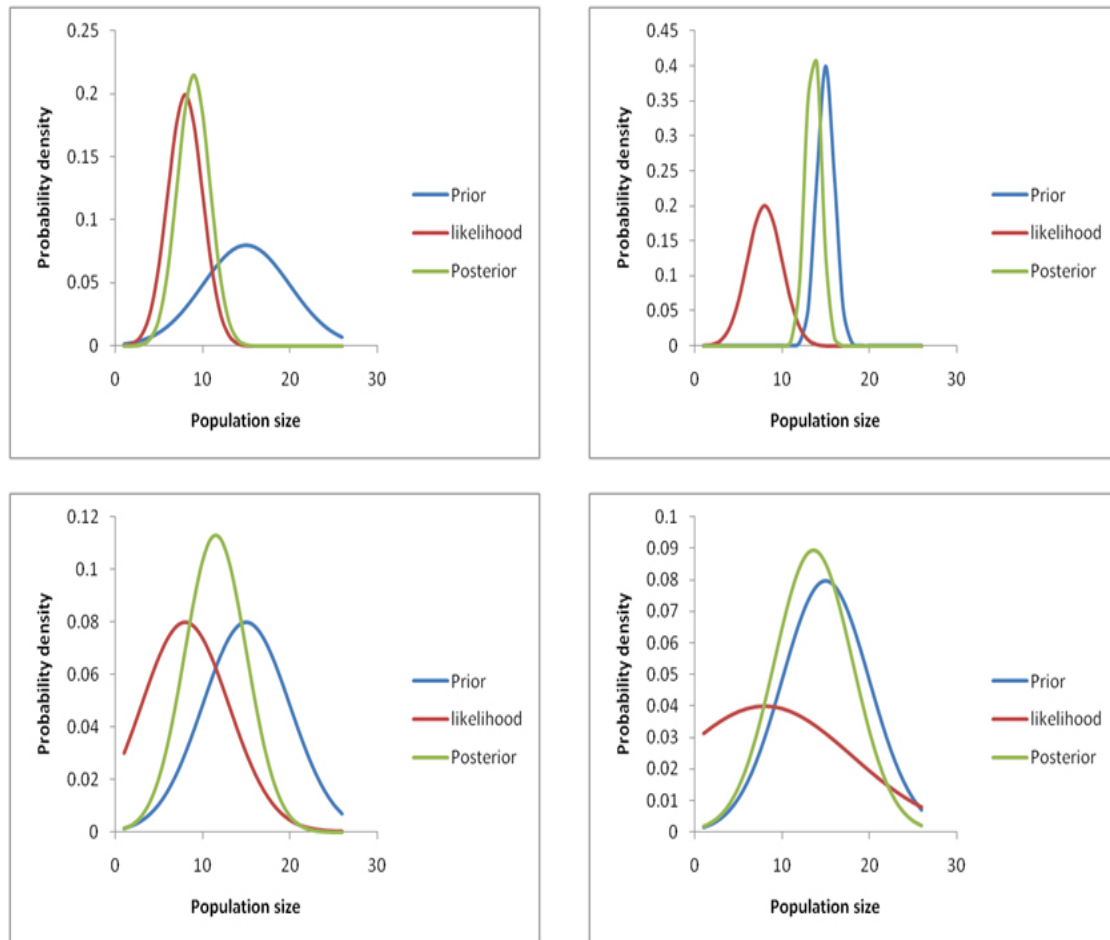 0.25
0.2
0.15
0.1
0.05
0
0 10 20 30
Probability density
Population size
Prior
likelihood
Posterior
0.45
0.4
0.35
0.3
0.25
0.2
0.15
0.1
0.05
0
0 10 20 30
Probability density
Population size
Prior
likelihood
Posterior
0.12
0.1
0.08
0.06
0.04
0.02
0
0 10 20 30
Probability density
Population size
Prior
likelihood
Posterior
0.1
0.09
0.08
0.07
0.06
0.05
0.04
0.03
0.02
0.01
0
0 10 20 30
Probability density
Population size
Prior
likelihood
Posterior